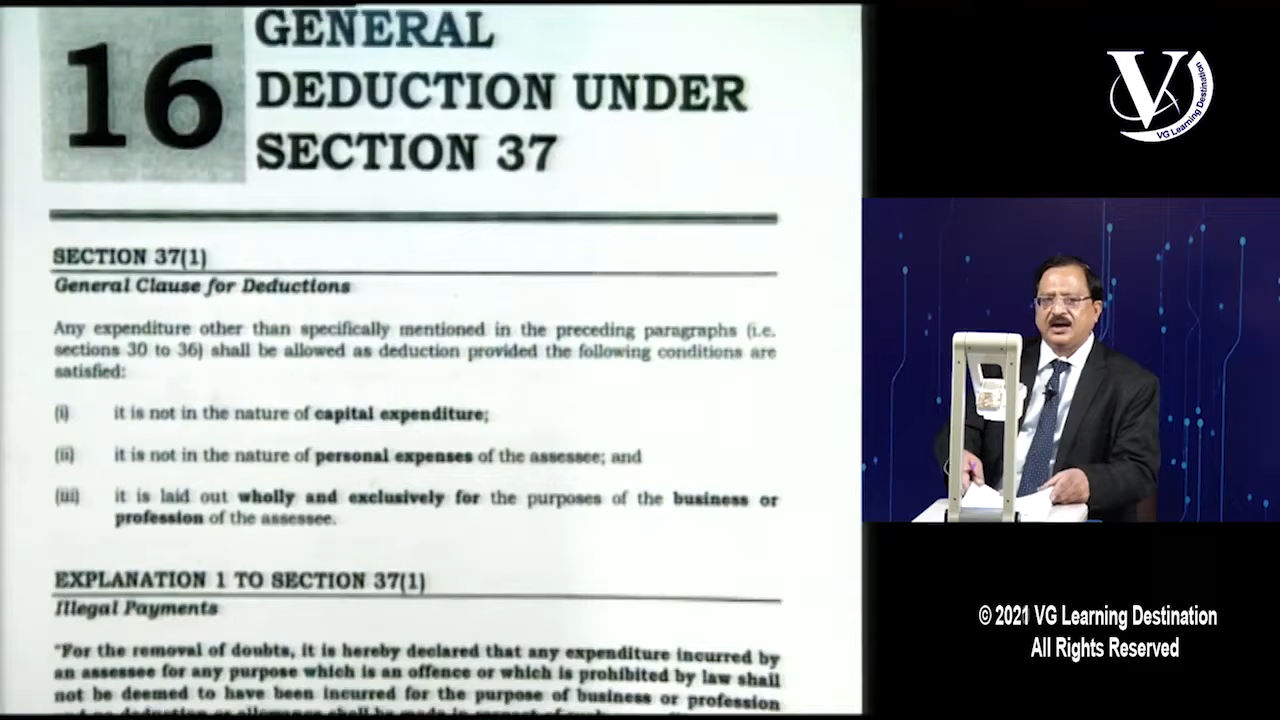 16
GENERAL
DEDUCTION UNDER
SECTION 37
SECTION 37(1)
General Clause for Deductions
Any expenditure other than specifically mentioned in the preceding paragraphs (i.e.
sections 30 to 36) shall be allowed as deduction provided the following conditions are
satisfied:
(i) it is not in the nature of capital expenditure;
(ii) it is not in the nature of personal expenses of the assessee; and
(iii) it is laid out wholly and exclusively for the purposes of the business or
profession of the assessee.
EXPLANATION 1 TO SECTION 37(1)
Illegal Payments
"For the removal of doubts, it is hereby declared that any expenditure incurred by
an assessee for any purpose which is an offence or which is prohibited by law shall
not be deemed to have been incurred for the purpose of business or profession
V
VG Learning Destination
© 2021 VG Learning Destination
All Rights Reserved